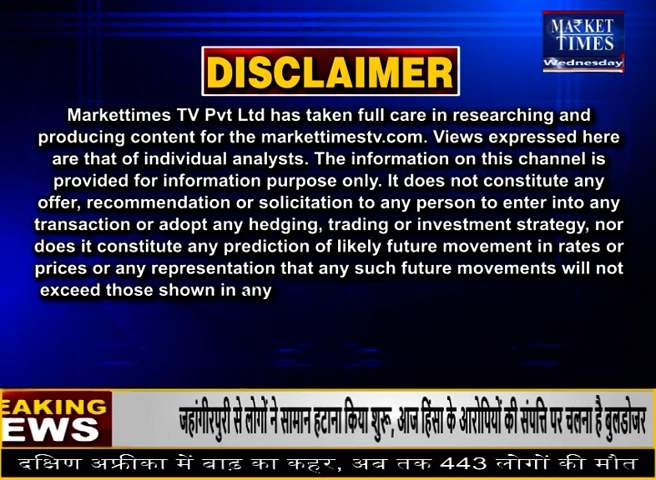 MARKET
TIMES
Wednesday
DISCLAIMER
Markettimes TV Pvt Ltd has taken full care in researching and
producing content for the markettimestv.com. Views expressed here
are that of individual analysts. The information on this channel is
provided for information purpose only. It does not constitute any
offer, recommendation or solicitation to any person to enter into any
transaction or adopt any hedging, trading or investment strategy, nor
does it constitute any prediction of likely future movement in rates or
prices or any representation that any such future movements will not
exceed those shown in any
EAKING
EWS
जहांगीरपुरी से लोगों ने सामान हटाना किया शुरू, आज हिंसा के आरोपियों की संपत्ति पर चलना है बुलडोजर
दक्षिण अफ्रीका में बाढ़ का कहर, अब तक 443 लोगों की मौत